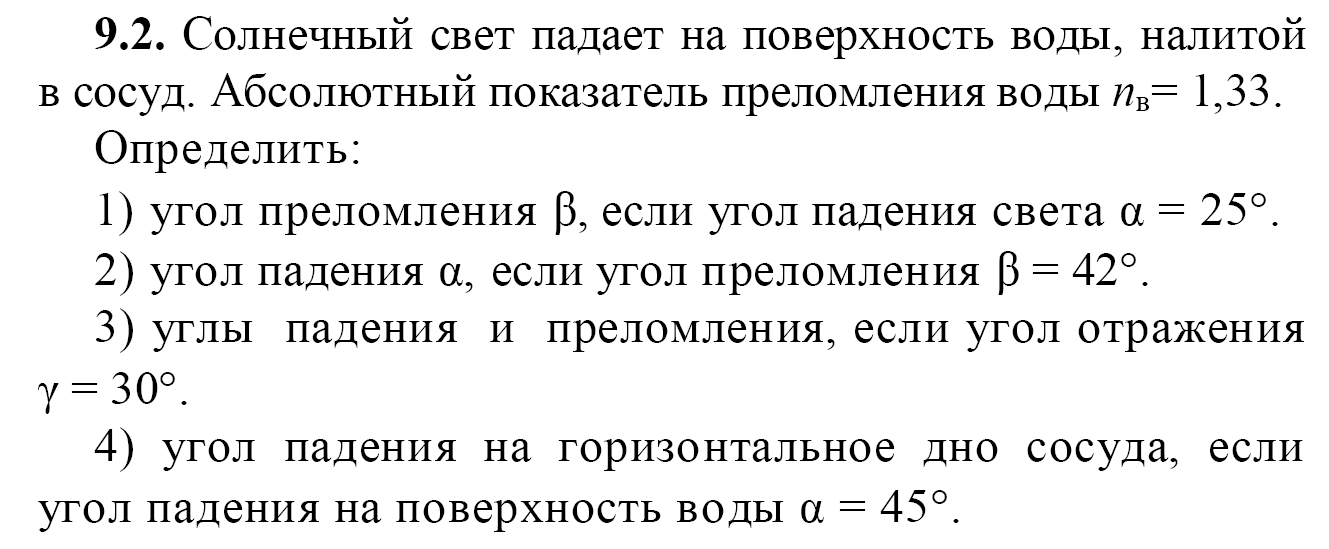 9.2. Солнечный свет падает на поверхность воды, налитой
в сосуд. Абсолютный показатель преломления воды nв= 1,33.
Определить:
1) угол преломления β, если угол падения света α = 25°.
2) угол падения α, если угол преломления β = 42°.
3) углы падения и преломления, если угол отражения
γ = 30°.
4) угол падения на горизонтальное дно сосуда, если
угол падения на поверхность воды α = 45°.